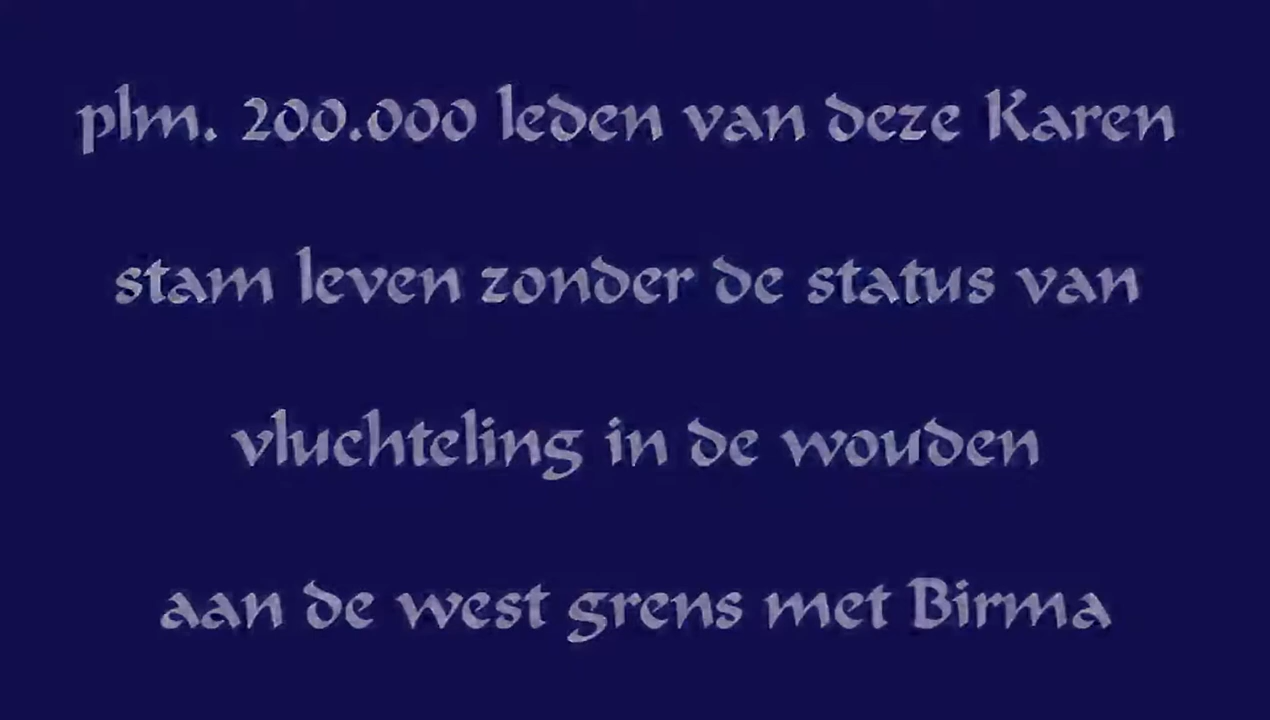 plm. 200.000 leden van deze Karen
stam leven zonder de status van
vluchteling in de wouden
aan de west grens met Birma